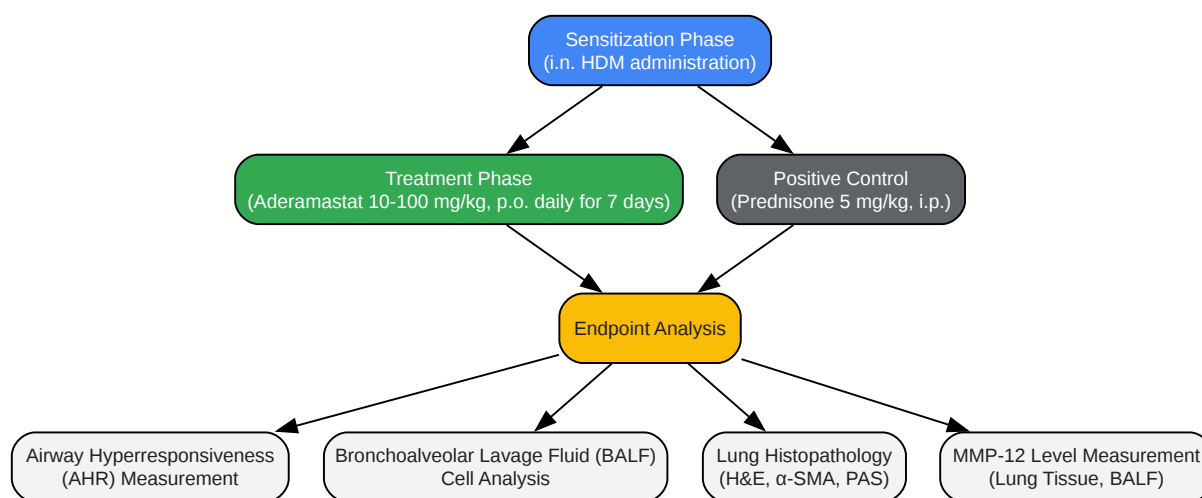 Sensitization Phase
(i.n. HDM administration)
Treatment Phase
(Aderamastat 10-100 mg/kg, p.o. daily for 7 days)
Positive Control
(Prednisone 5 mg/kg, i.p.)
Endpoint Analysis
Airway Hyperresponsiveness
(AHR) Measurement
Bronchoalveolar Lavage Fluid (BALF)
Cell Analysis
Lung Histopathology
(H&E, α-SMA, PAS)
MMP-12 Level Measurement
(Lung Tissue, BALF)